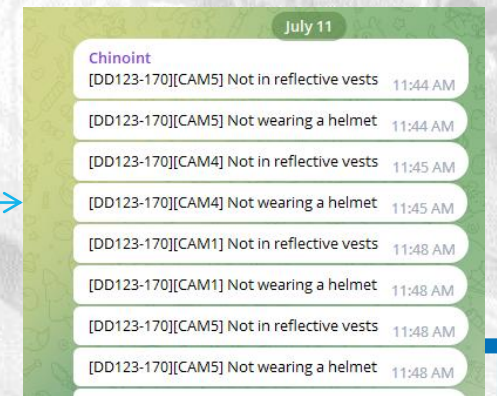 July 11
Chinoint
[DD123-170][CAM5] Not in reflective vests 11:44 AM
[DD123-170][CAM5] Not wearing a helmet 11:44 AM
[DD123-170][CAM4] Not in reflective vests 11:45 AM
[DD123-170][CAM4] Not wearing a helmet 11:45 AM
[DD123-170][CAM1] Not in reflective vests 11:48 AM
[DD123-170][CAM1] Not wearing a helmet 11:48 AM
[DD123-170][CAM5] Not in reflective vests 11:48 AM
[DD123-170][CAM5] Not wearing a helmet 11:48 AM